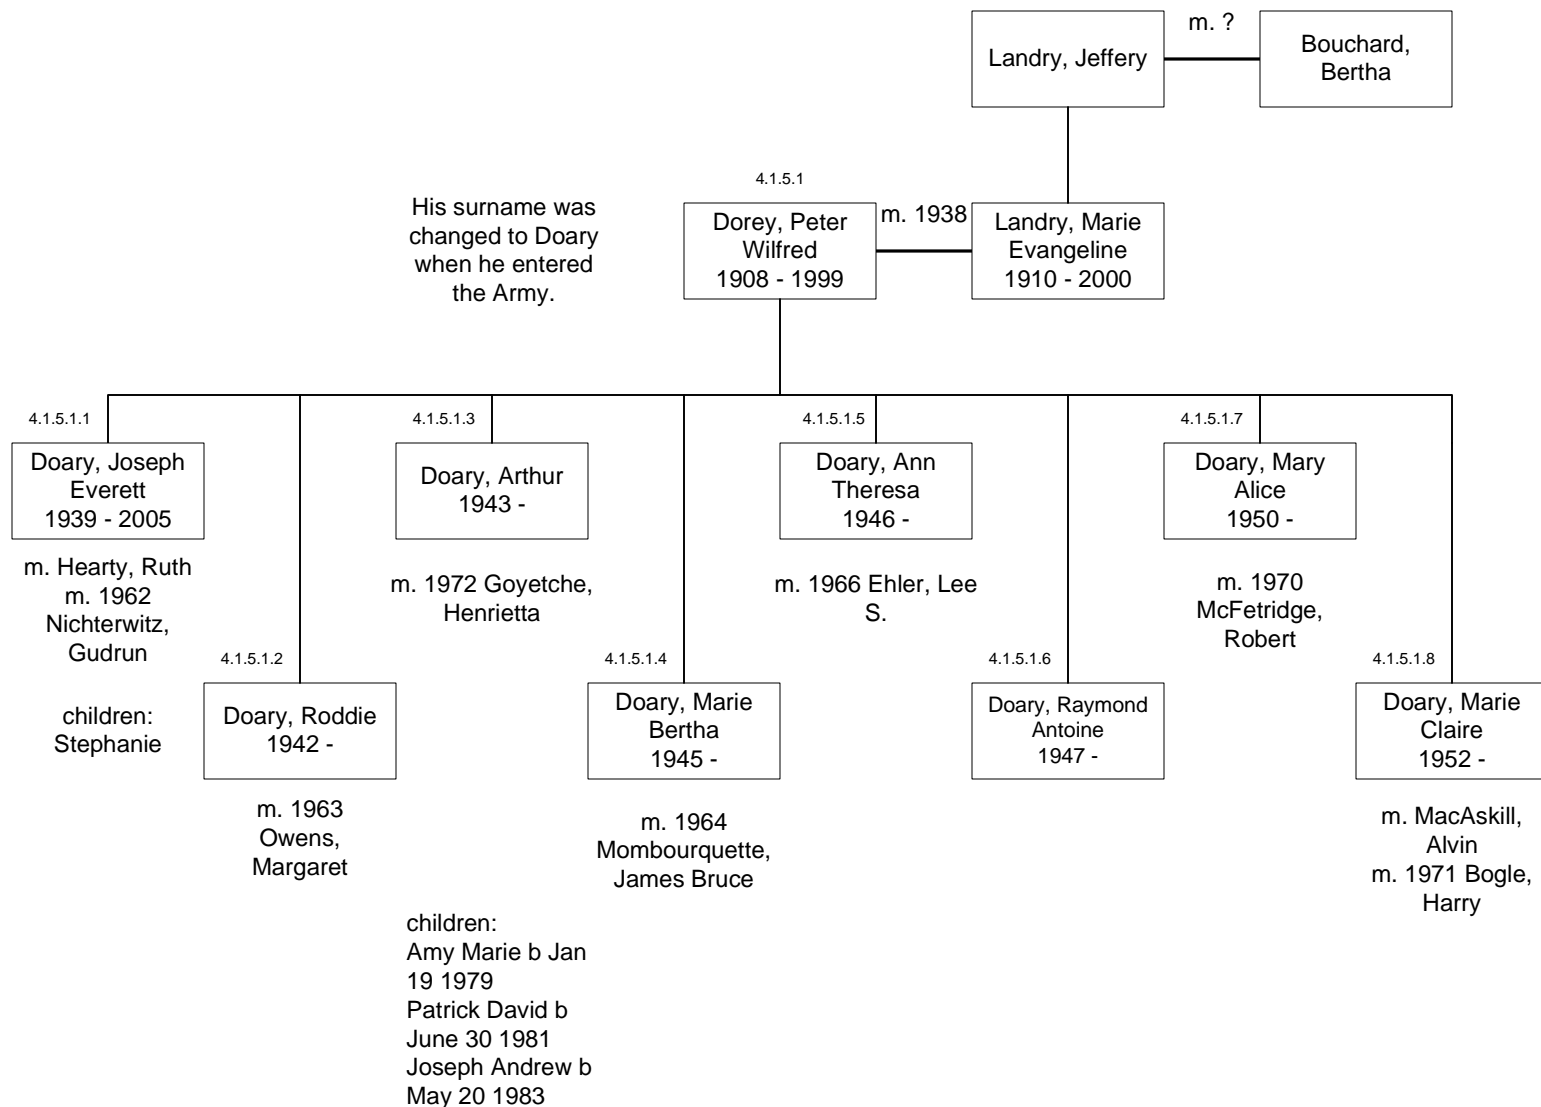 m. ?
Landry, Jeffery
Bouchard,
Bertha
4.1.5.1
His surname was
changed to Doary
when he entered
the Army.
Dorey, Peter
Wilfred
1908 - 1999
m. 1938
Landry, Marie
Evangeline
1910 - 2000
4.1.5.1.1
Doary, Joseph
Everett
1939 - 2005
m. Hearty, Ruth
m. 1962
Nichterwitz,
Gudrun
children:
Stephanie
4.1.5.1.2
Doary, Roddie
1942 -
m. 1963
Owens,
Margaret
4.1.5.1.3
Doary, Arthur
1943 -
m. 1972 Goyetche,
Henrietta
children:
Amy Marie b Jan
19 1979
Patrick David b
June 30 1981
Joseph Andrew b
May 20 1983
4.1.5.1.4
Doary, Marie
Bertha
1945 -
m. 1964
Mombourquette,
James Bruce
4.1.5.1.5
Doary, Ann
Theresa
1946 -
m. 1966 Ehler, Lee
S.
4.1.5.1.6
Doary, Raymond
Antoine
1947 -
4.1.5.1.7
Doary, Mary
Alice
1950 -
m. 1970
McFetridge,
Robert
4.1.5.1.8
Doary, Marie
Claire
1952 -
m. MacAskill,
Alvin
m. 1971 Bogle,
Harry